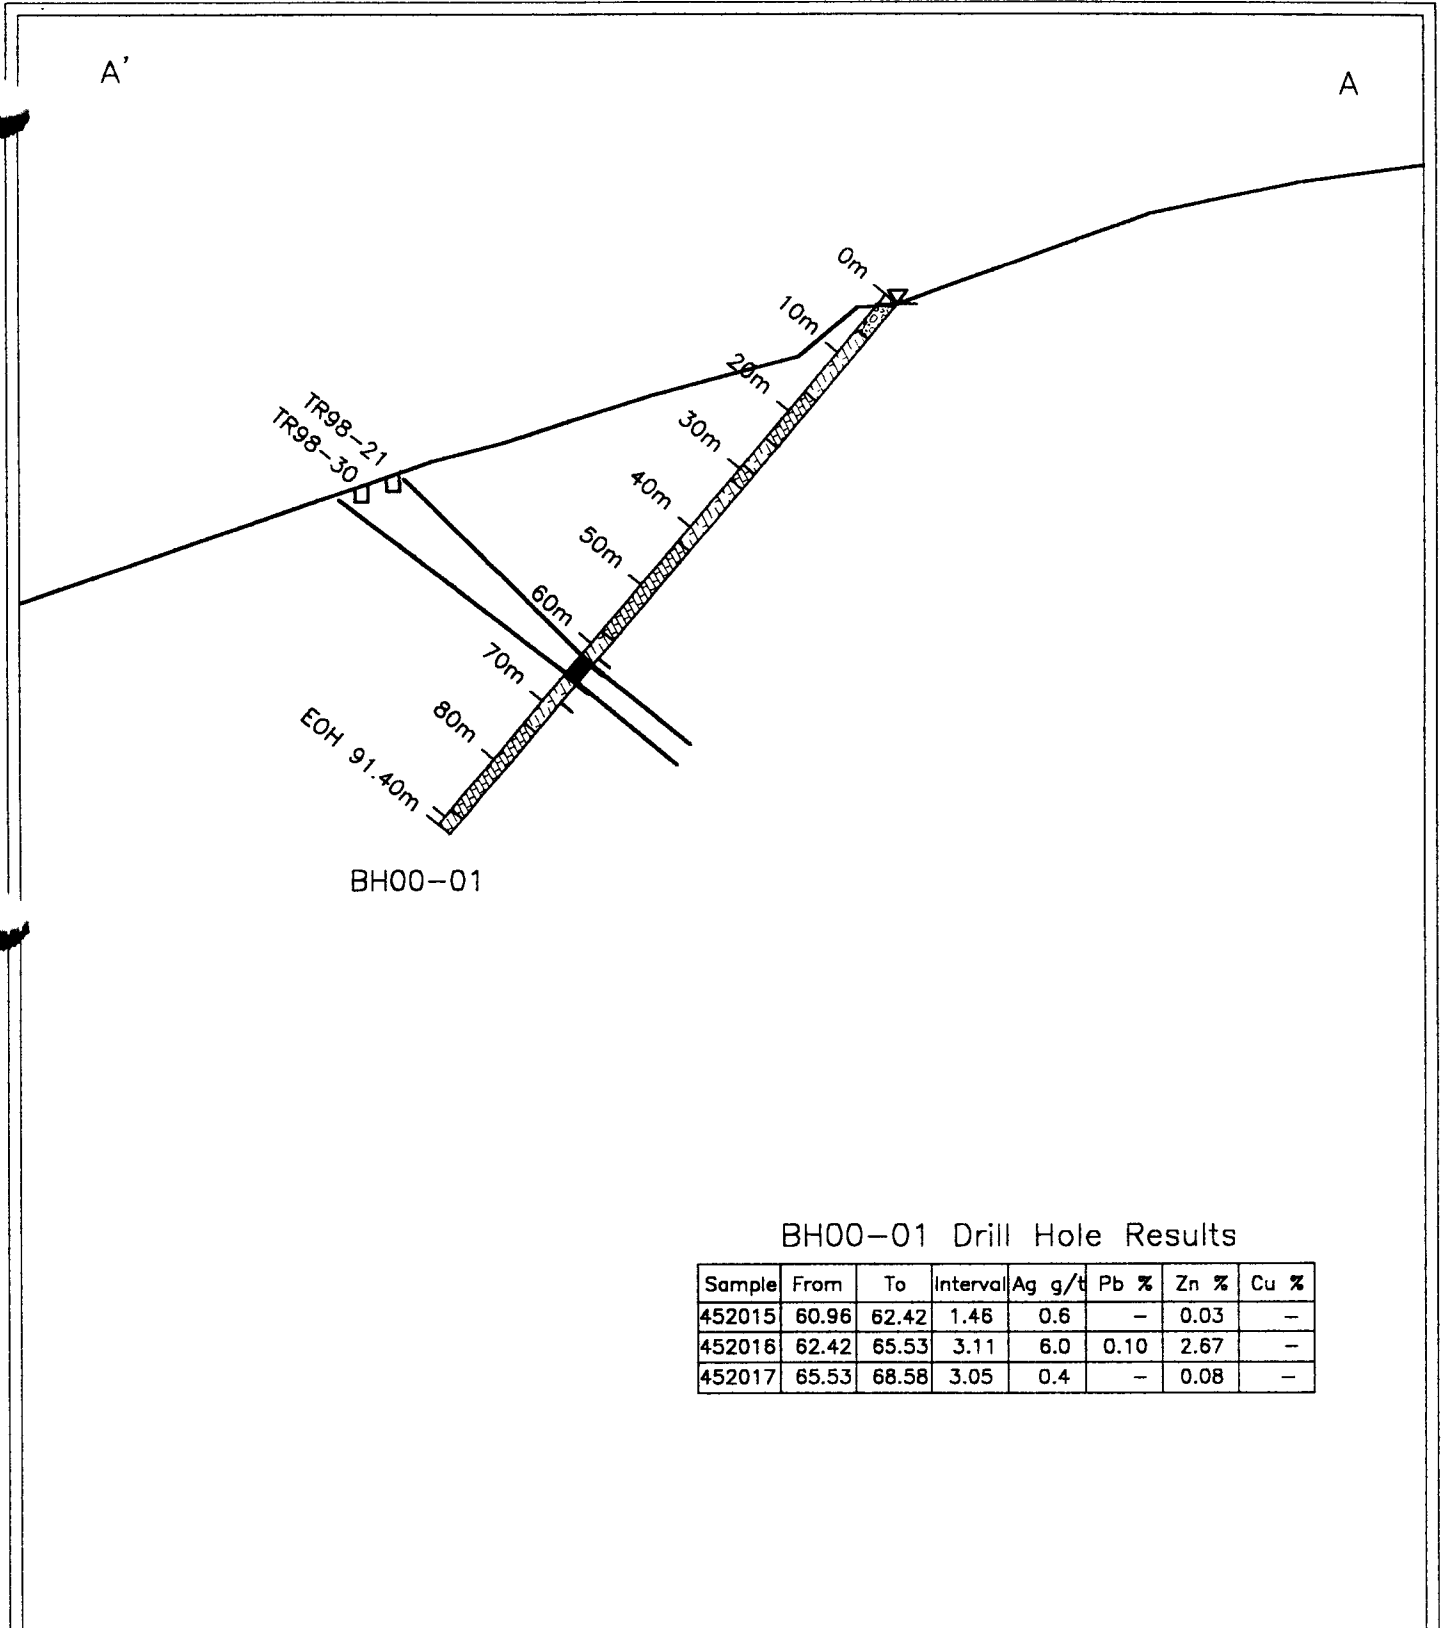 A'
A
0m
10m
20m
30m
40m
50m
60m
70m
80m
EOH 91.40m
TR98-21
TR98-30
BH00-01
BH00-01 Drill Hole Results
Sample From To Interval Ag g/t Pb % Zn % Cu %
452015 60.96 62.42 1.46 0.6 - 0.03 -
452016 62.42 65.53 3.11 6.0 0.10 2.67 -
452017 65.53 68.58 3.05 0.4 - 0.08 -